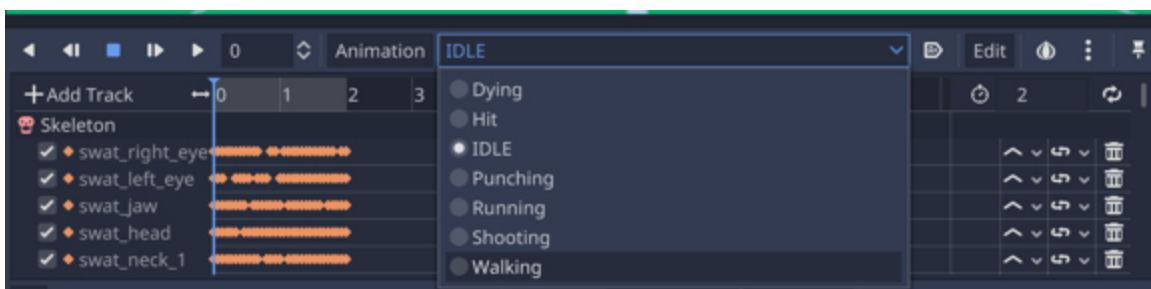 0 Animation IDLE Edit
Add Track 0 1 2 3 2
Skeleton
swat_right_eye
swat_left_eye
swat_jaw
swat_head
swat_neck_1
Dying
Hit
IDLE
Punching
Running
Shooting
Walking